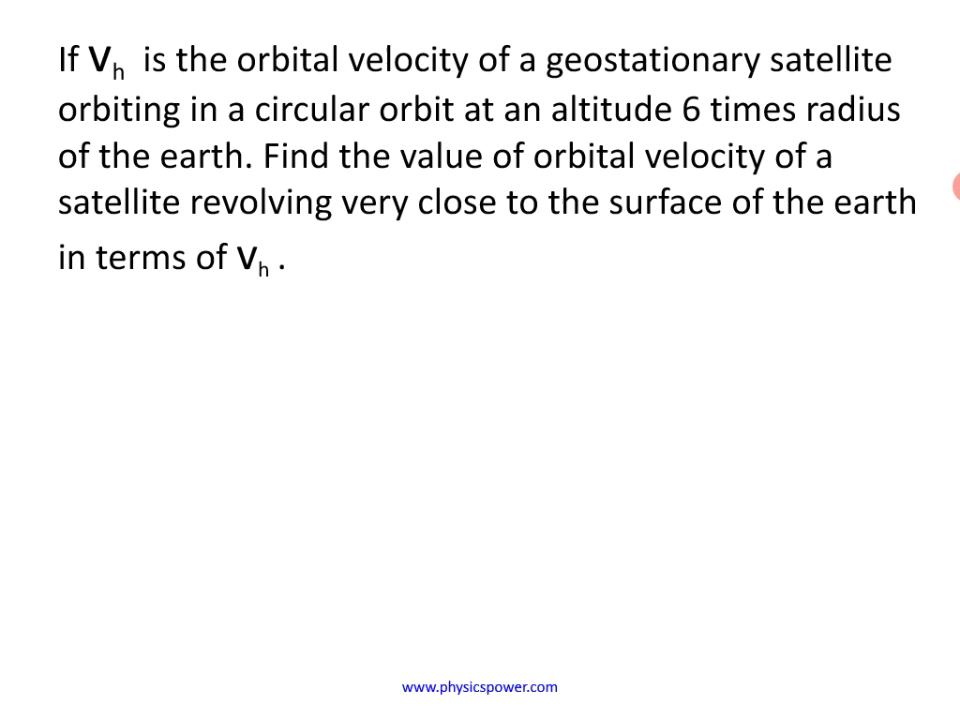 If vh is the orbital velocity of a geostationary satellite
orbiting in a circular orbit at an altitude 6 times radius
of the earth. Find the value of orbital velocity of a
satellite revolving very close to the surface of the earth
in terms of vh .
www.physicspower.com